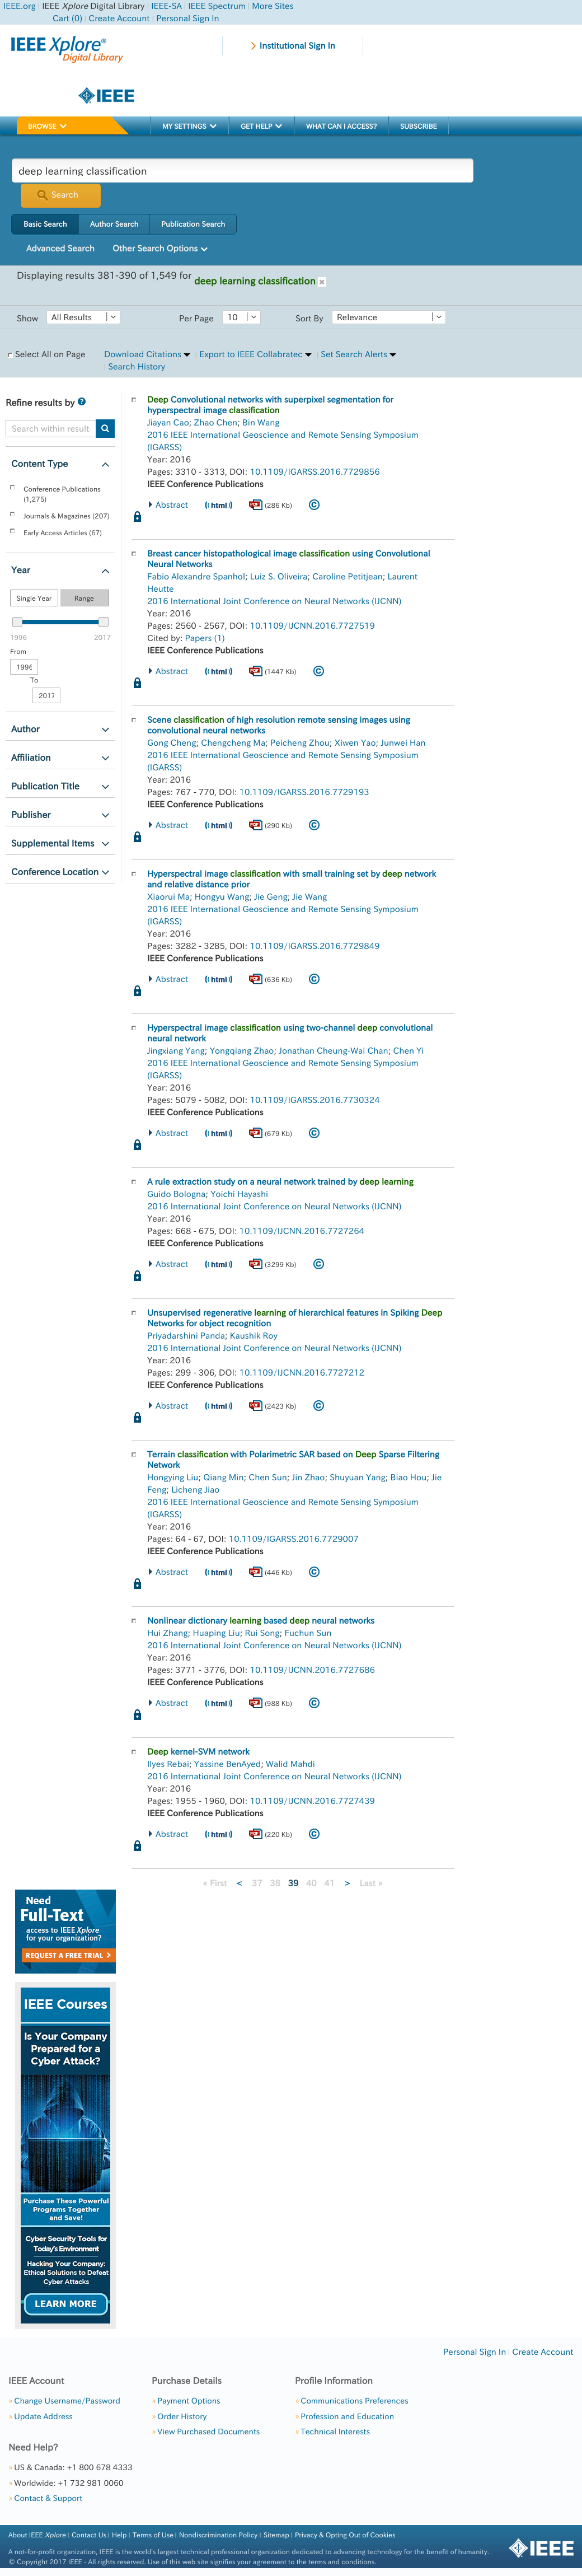 IEEE.org | IEEE Xplore Digital Library | IEEE-SA | IEEE Spectrum | More Sites
Cart (0) | Create Account | Personal Sign In
IEEE Xplore®
Digital Library
Institutional Sign In
IEEE
BROWSE
MY SETTINGS
GET HELP
WHAT CAN I ACCESS?
SUBSCRIBE
deep learning classification
Search
Basic Search
Author Search
Publication Search
Advanced Search
Other Search Options
Displaying results 381-390 of 1,549 for deep learning classification x
Show All Results
Per Page 10
Sort By Relevance
Select All on Page
Download Citations | Export to IEEE Collabratec | Set Search Alerts
| Search History
Refine results by ?
Search within result
Content Type
Conference Publications
(1,275)
Journals & Magazines (207)
Early Access Articles (67)
Year
Single Year
Range
1996
2017
From
1996
To
2017
Author
Affiliation
Publication Title
Publisher
Supplemental Items
Conference Location
Deep Convolutional networks with superpixel segmentation for
hyperspectral image classification
Jiayan Cao; Zhao Chen; Bin Wang
2016 IEEE International Geoscience and Remote Sensing Symposium
(IGARSS)
Year: 2016
Pages: 3310 - 3313, DOI: 10.1109/IGARSS.2016.7729856
IEEE Conference Publications
Abstract ((html)) PDF (286 Kb) ©
Breast cancer histopathological image classification using Convolutional
Neural Networks
Fabio Alexandre Spanhol; Luiz S. Oliveira; Caroline Petitjean; Laurent
Heutte
2016 International Joint Conference on Neural Networks (IJCNN)
Year: 2016
Pages: 2560 - 2567, DOI: 10.1109/IJCNN.2016.7727519
Cited by: Papers (1)
IEEE Conference Publications
Abstract ((html)) PDF (1447 Kb) ©
Scene classification of high resolution remote sensing images using
convolutional neural networks
Gong Cheng; Chengcheng Ma; Peicheng Zhou; Xiwen Yao; Junwei Han
2016 IEEE International Geoscience and Remote Sensing Symposium
(IGARSS)
Year: 2016
Pages: 767 - 770, DOI: 10.1109/IGARSS.2016.7729193
IEEE Conference Publications
Abstract ((html)) PDF (290 Kb) ©
Hyperspectral image classification with small training set by deep network
and relative distance prior
Xiaorui Ma; Hongyu Wang; Jie Geng; Jie Wang
2016 IEEE International Geoscience and Remote Sensing Symposium
(IGARSS)
Year: 2016
Pages: 3282 - 3285, DOI: 10.1109/IGARSS.2016.7729849
IEEE Conference Publications
Abstract ((html)) PDF (636 Kb) ©
Hyperspectral image classification using two-channel deep convolutional
neural network
Jingxiang Yang; Yongqiang Zhao; Jonathan Cheung-Wai Chan; Chen Yi
2016 IEEE International Geoscience and Remote Sensing Symposium
(IGARSS)
Year: 2016
Pages: 5079 - 5082, DOI: 10.1109/IGARSS.2016.7730324
IEEE Conference Publications
Abstract ((html)) PDF (679 Kb) ©
A rule extraction study on a neural network trained by deep learning
Guido Bologna; Yoichi Hayashi
2016 International Joint Conference on Neural Networks (IJCNN)
Year: 2016
Pages: 668 - 675, DOI: 10.1109/IJCNN.2016.7727264
IEEE Conference Publications
Abstract ((html)) PDF (3299 Kb) ©
Unsupervised regenerative learning of hierarchical features in Spiking Deep
Networks for object recognition
Priyadarshini Panda; Kaushik Roy
2016 International Joint Conference on Neural Networks (IJCNN)
Year: 2016
Pages: 299 - 306, DOI: 10.1109/IJCNN.2016.7727212
IEEE Conference Publications
Abstract ((html)) PDF (2423 Kb) ©
Terrain classification with Polarimetric SAR based on Deep Sparse Filtering
Network
Hongying Liu; Qiang Min; Chen Sun; Jin Zhao; Shuyuan Yang; Biao Hou; Jie
Feng; Licheng Jiao
2016 IEEE International Geoscience and Remote Sensing Symposium
(IGARSS)
Year: 2016
Pages: 64 - 67, DOI: 10.1109/IGARSS.2016.7729007
IEEE Conference Publications
Abstract ((html)) PDF (446 Kb) ©
Nonlinear dictionary learning based deep neural networks
Hui Zhang; Huaping Liu; Rui Song; Fuchun Sun
2016 International Joint Conference on Neural Networks (IJCNN)
Year: 2016
Pages: 3771 - 3776, DOI: 10.1109/IJCNN.2016.7727686
IEEE Conference Publications
Abstract ((html)) PDF (988 Kb) ©
Deep kernel-SVM network
Ilyes Rebai; Yassine BenAyed; Walid Mahdi
2016 International Joint Conference on Neural Networks (IJCNN)
Year: 2016
Pages: 1955 - 1960, DOI: 10.1109/IJCNN.2016.7727439
IEEE Conference Publications
Abstract ((html)) PDF (220 Kb) ©
« First < 37 38 39 40 41 > Last »
Need
Full-Text
access to IEEE Xplore
for your organization?
REQUEST A FREE TRIAL >
IEEE Courses
Is Your Company
Prepared for a
Cyber Attack?
Purchase These Powerful
Programs Together
and Save!
Cyber Security Tools for
Today's Environment
Hacking Your Company:
Ethical Solutions to Defeat
Cyber Attacks
LEARN MORE
Personal Sign In | Create Account
IEEE Account
» Change Username/Password
» Update Address
Purchase Details
» Payment Options
» Order History
» View Purchased Documents
Profile Information
» Communications Preferences
» Profession and Education
» Technical Interests
Need Help?
» US & Canada: +1 800 678 4333
» Worldwide: +1 732 981 0060
» Contact & Support
About IEEE Xplore | Contact Us | Help | Terms of Use | Nondiscrimination Policy | Sitemap | Privacy & Opting Out of Cookies
A not-for-profit organization, IEEE is the world's largest technical professional organization dedicated to advancing technology for the benefit of humanity.
© Copyright 2017 IEEE - All rights reserved. Use of this web site signifies your agreement to the terms and conditions.
IEEE